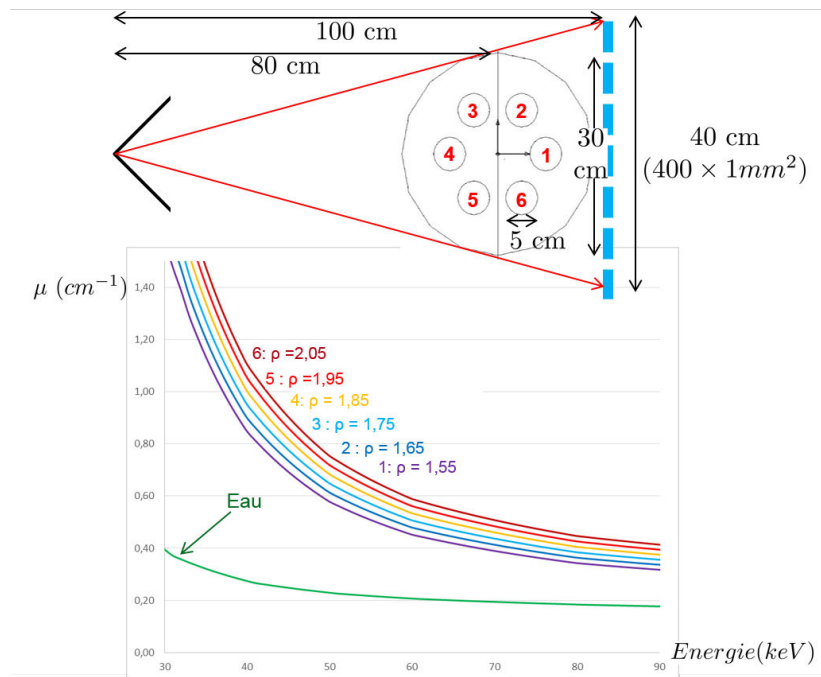 100 cm
80 cm
3
2
4
1
5
6
30
cm
40 cm
(400 × 1mm²)
5 cm
μ (cm⁻¹)
1,40
1,20
1,00
0,80
0,60
0,40
0,20
0,00
6: ρ =2,05
5 : ρ =1,95
4: ρ = 1,85
3 : ρ = 1,75
2 : ρ = 1,65
1: ρ = 1,55
Eau
30 40 50 60 70 80 90
Energie(keV)